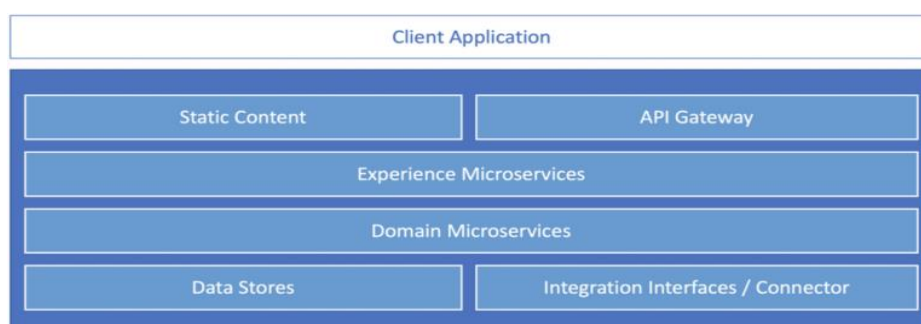 Client Application
Static Content
API Gateway
Experience Microservices
Domain Microservices
Data Stores
Integration Interfaces / Connector